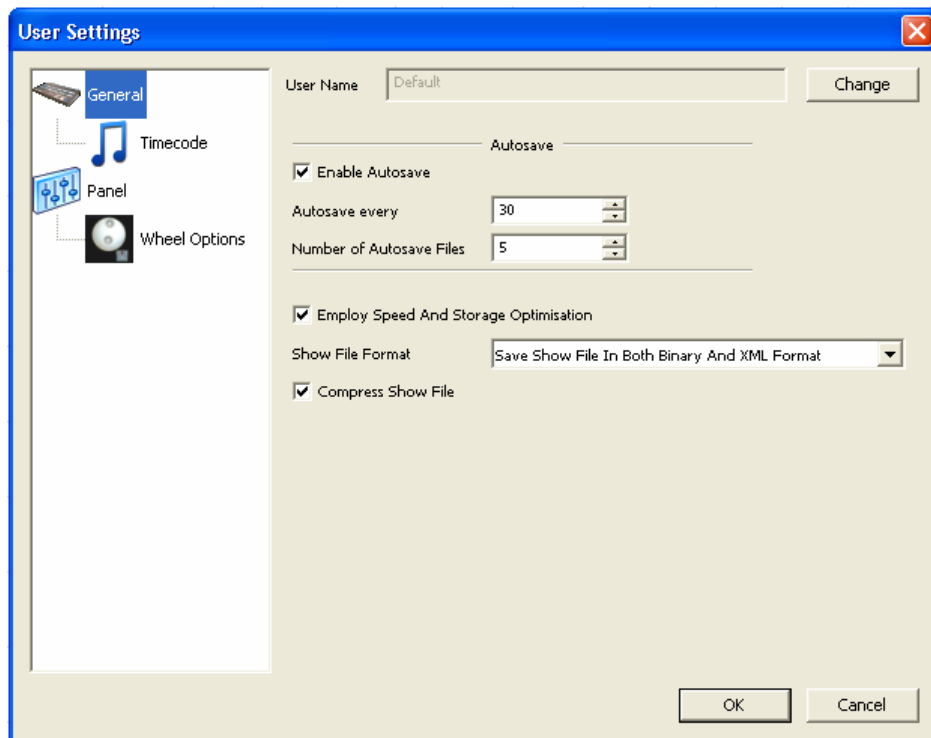 User Settings
General
Timecode
Panel
Wheel Options
User Name Default Change
Autosave
Enable Autosave
Autosave every 30
Number of Autosave Files 5
Employ Speed And Storage Optimisation
Show File Format Save Show File In Both Binary And XML Format
Compress Show File
OK Cancel